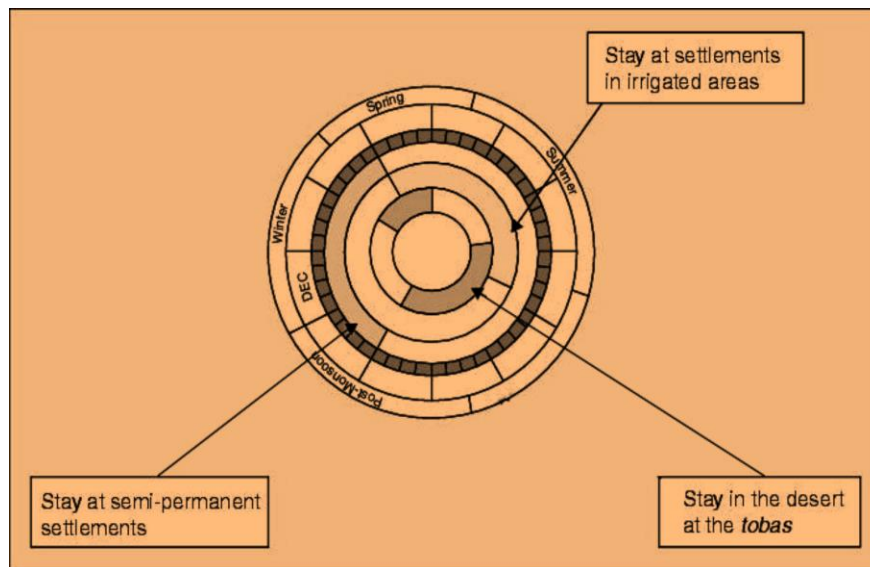 Stay at settlements
in irrigated areas
Spring
Summer
Winter
DEC
Post-Monsoon
Stay at semi-permanent
settlements
Stay in the desert
at the tobas